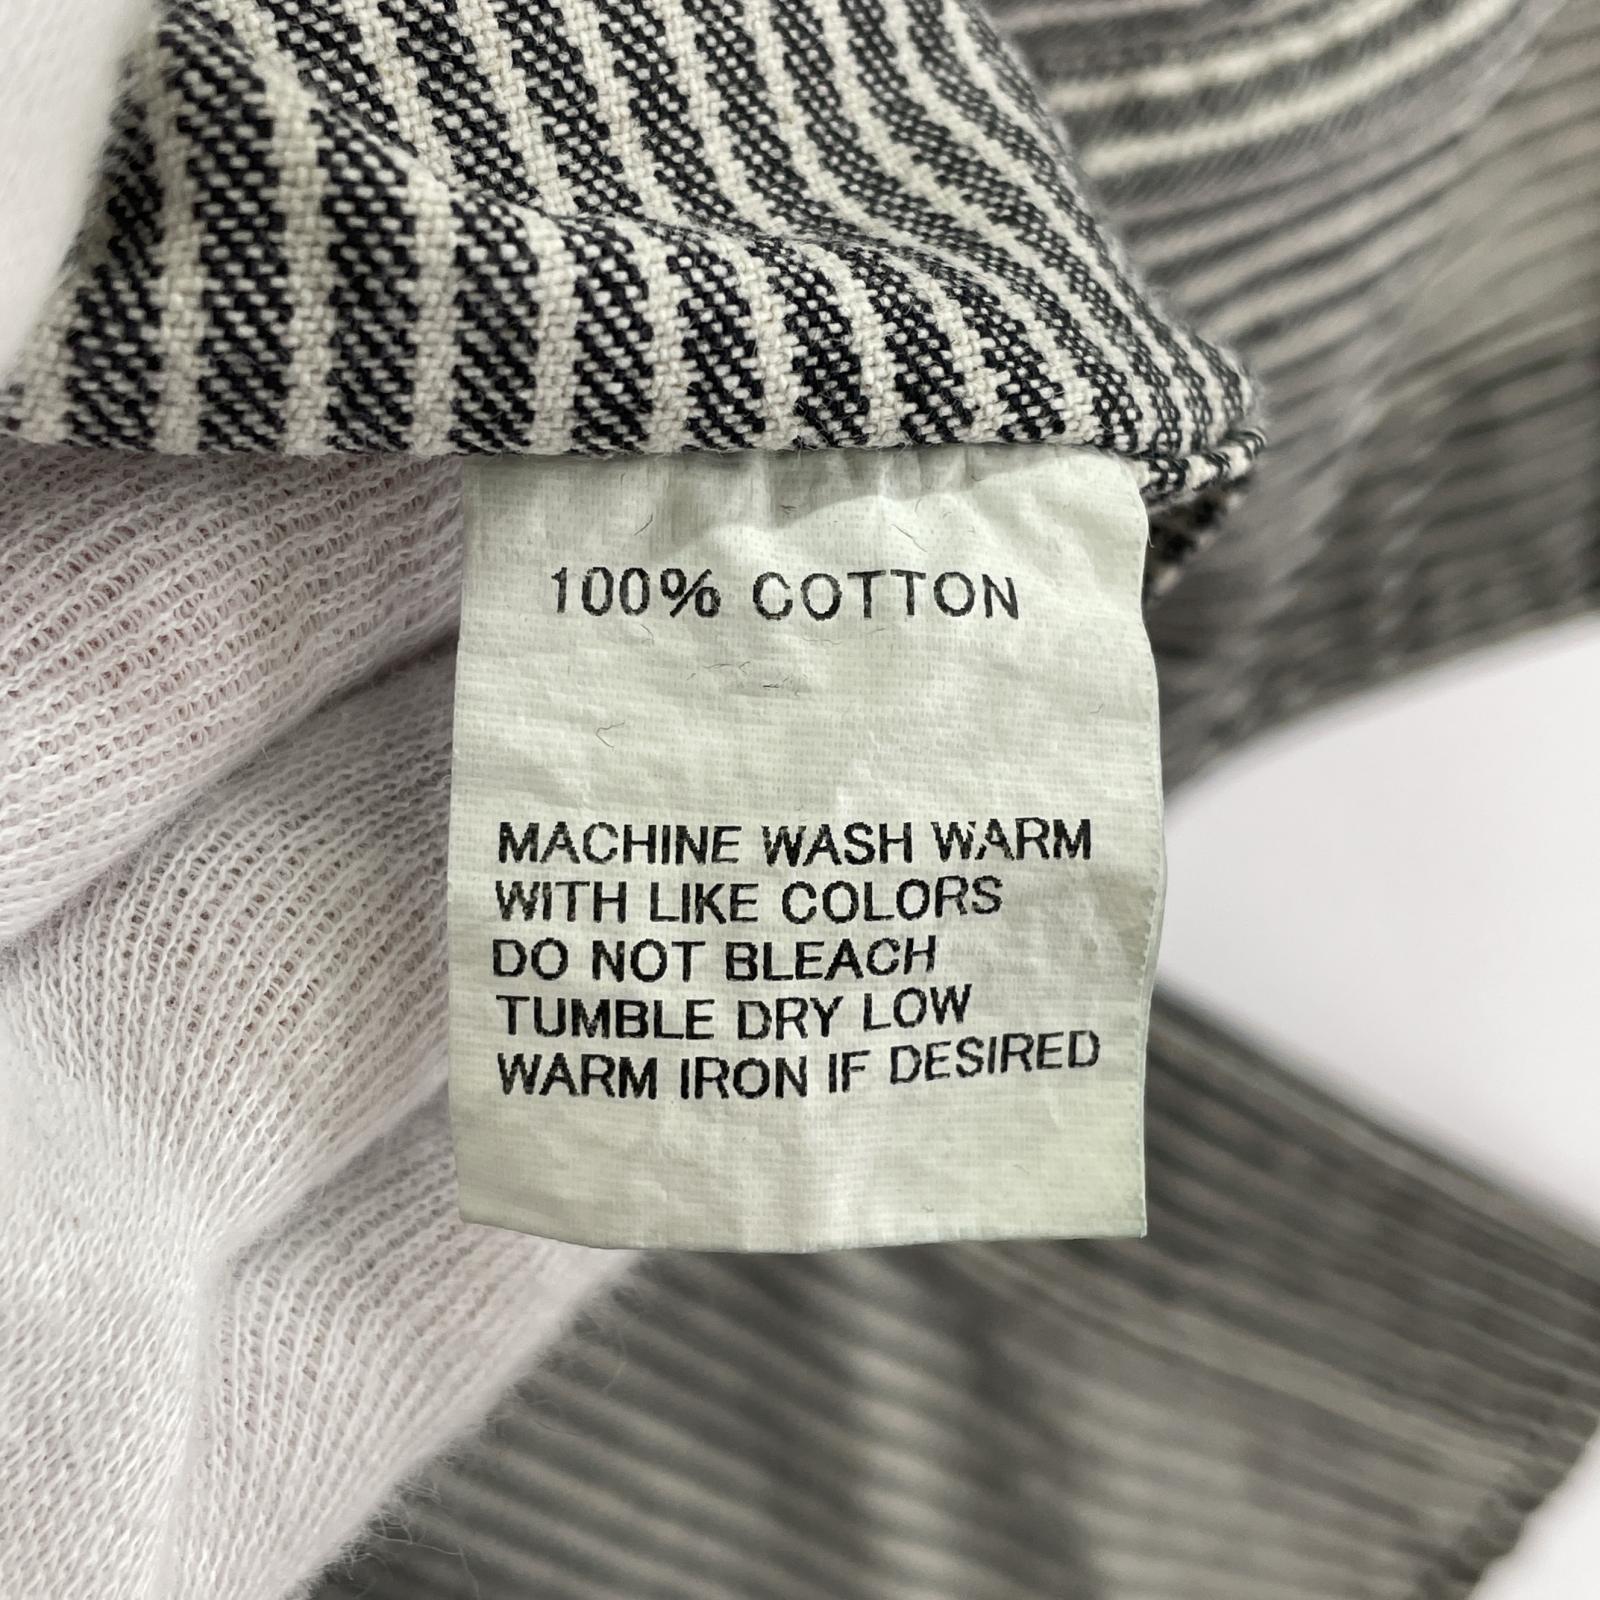 100% COTTON
MACHINE WASH WARM
WITH LIKE COLORS
DO NOT BLEACH
TUMBLE DRY LOW
WARM IRON IF DESIRED